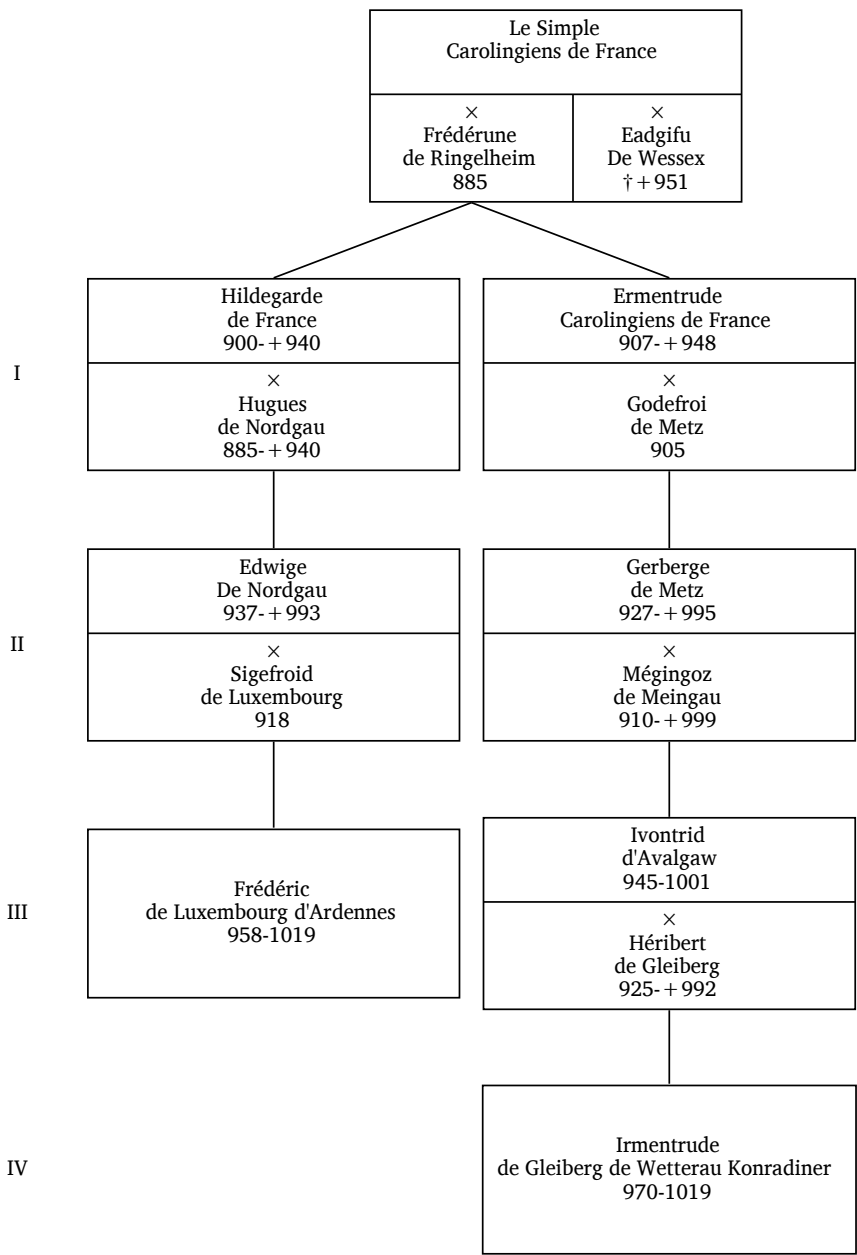 Le Simple
Carolingiens de France
×
Frédérune
de Ringelheim
885
×
Eadgifu
De Wessex
†+951
Hildegarde
de France
900-+940
Ermentrude
Carolingiens de France
907-+948
I
×
Hugues
de Nordgau
885-+940
×
Godefroi
de Metz
905
Edwige
De Nordgau
937-+993
Gerberge
de Metz
927-+995
II
×
Sigefroid
de Luxembourg
918
×
Mégingoz
de Meingau
910-+999
Ivontrid
d'Avalgaw
945-1001
III
Frédéric
de Luxembourg d'Ardennes
958-1019
×
Héribert
de Gleiberg
925-+992
IV
Irmentrude
de Gleiberg de Wetterau Konradiner
970-1019